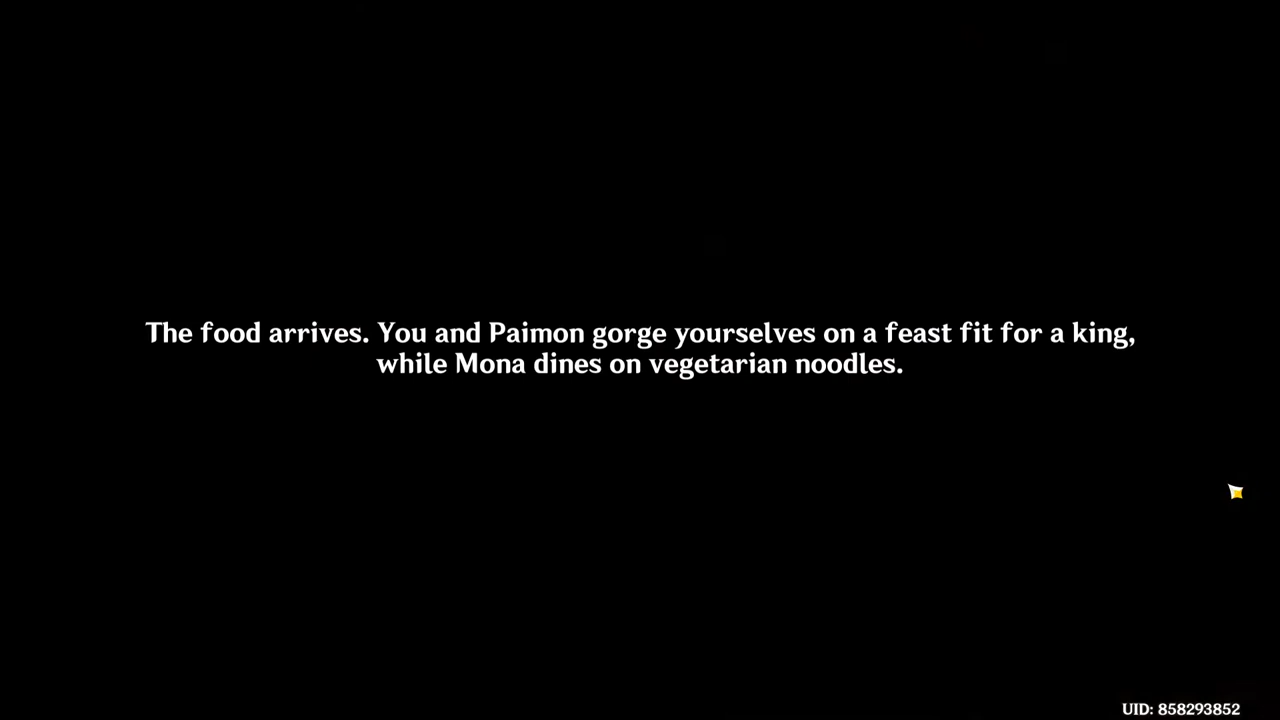 The food arrives. You and Paimon gorge yourselves on a feast fit for a king,
while Mona dines on vegetarian noodles.
UID: 858293852